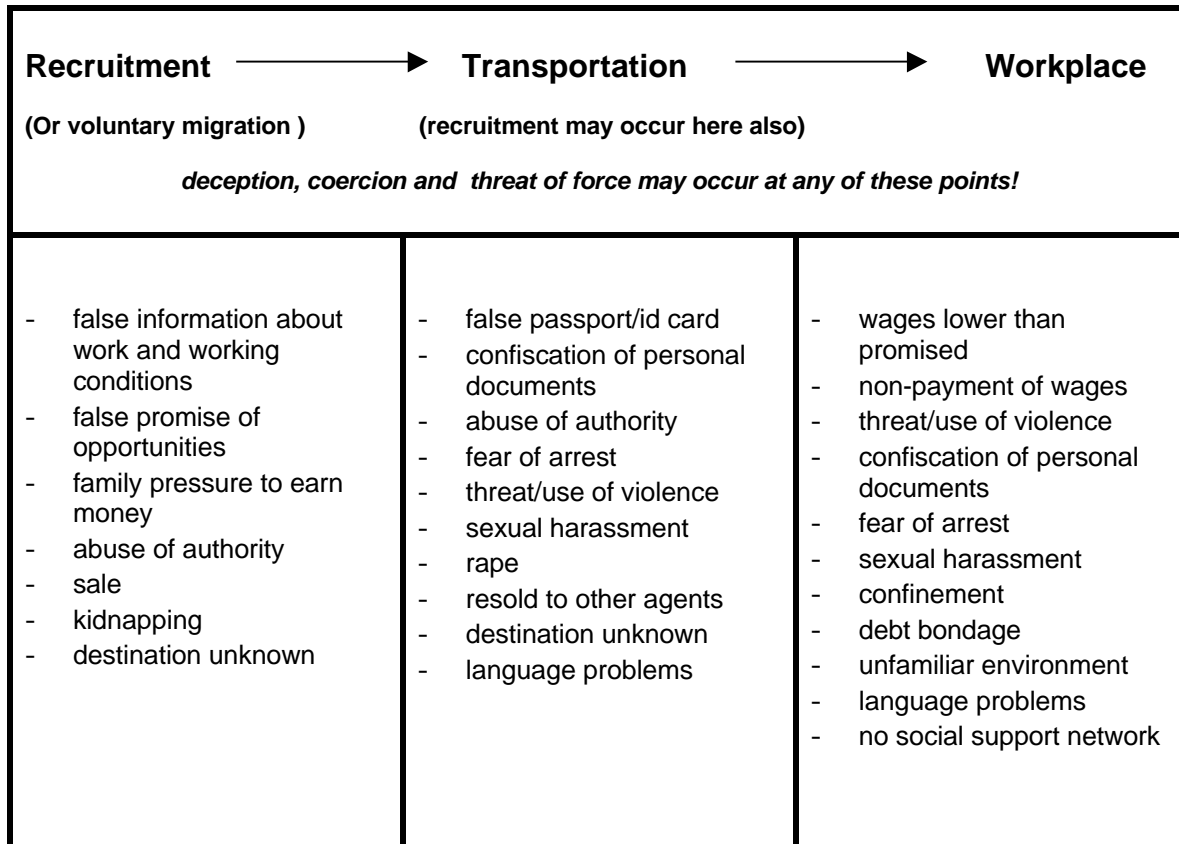 Recruitment Transportation Workplace
(Or voluntary migration ) (recruitment may occur here also)
deception, coercion and threat of force may occur at any of these points!
- false information about
work and working
conditions
- false promise of
opportunities
- family pressure to earn
money
- abuse of authority
- sale
- kidnapping
- destination unknown
- false passport/id card
- confiscation of personal
documents
- abuse of authority
- fear of arrest
- threat/use of violence
- sexual harassment
- rape
- resold to other agents
- destination unknown
- language problems
- wages lower than
promised
- non-payment of wages
- threat/use of violence
- confiscation of personal
documents
- fear of arrest
- sexual harassment
- confinement
- debt bondage
- unfamiliar environment
- language problems
- no social support network